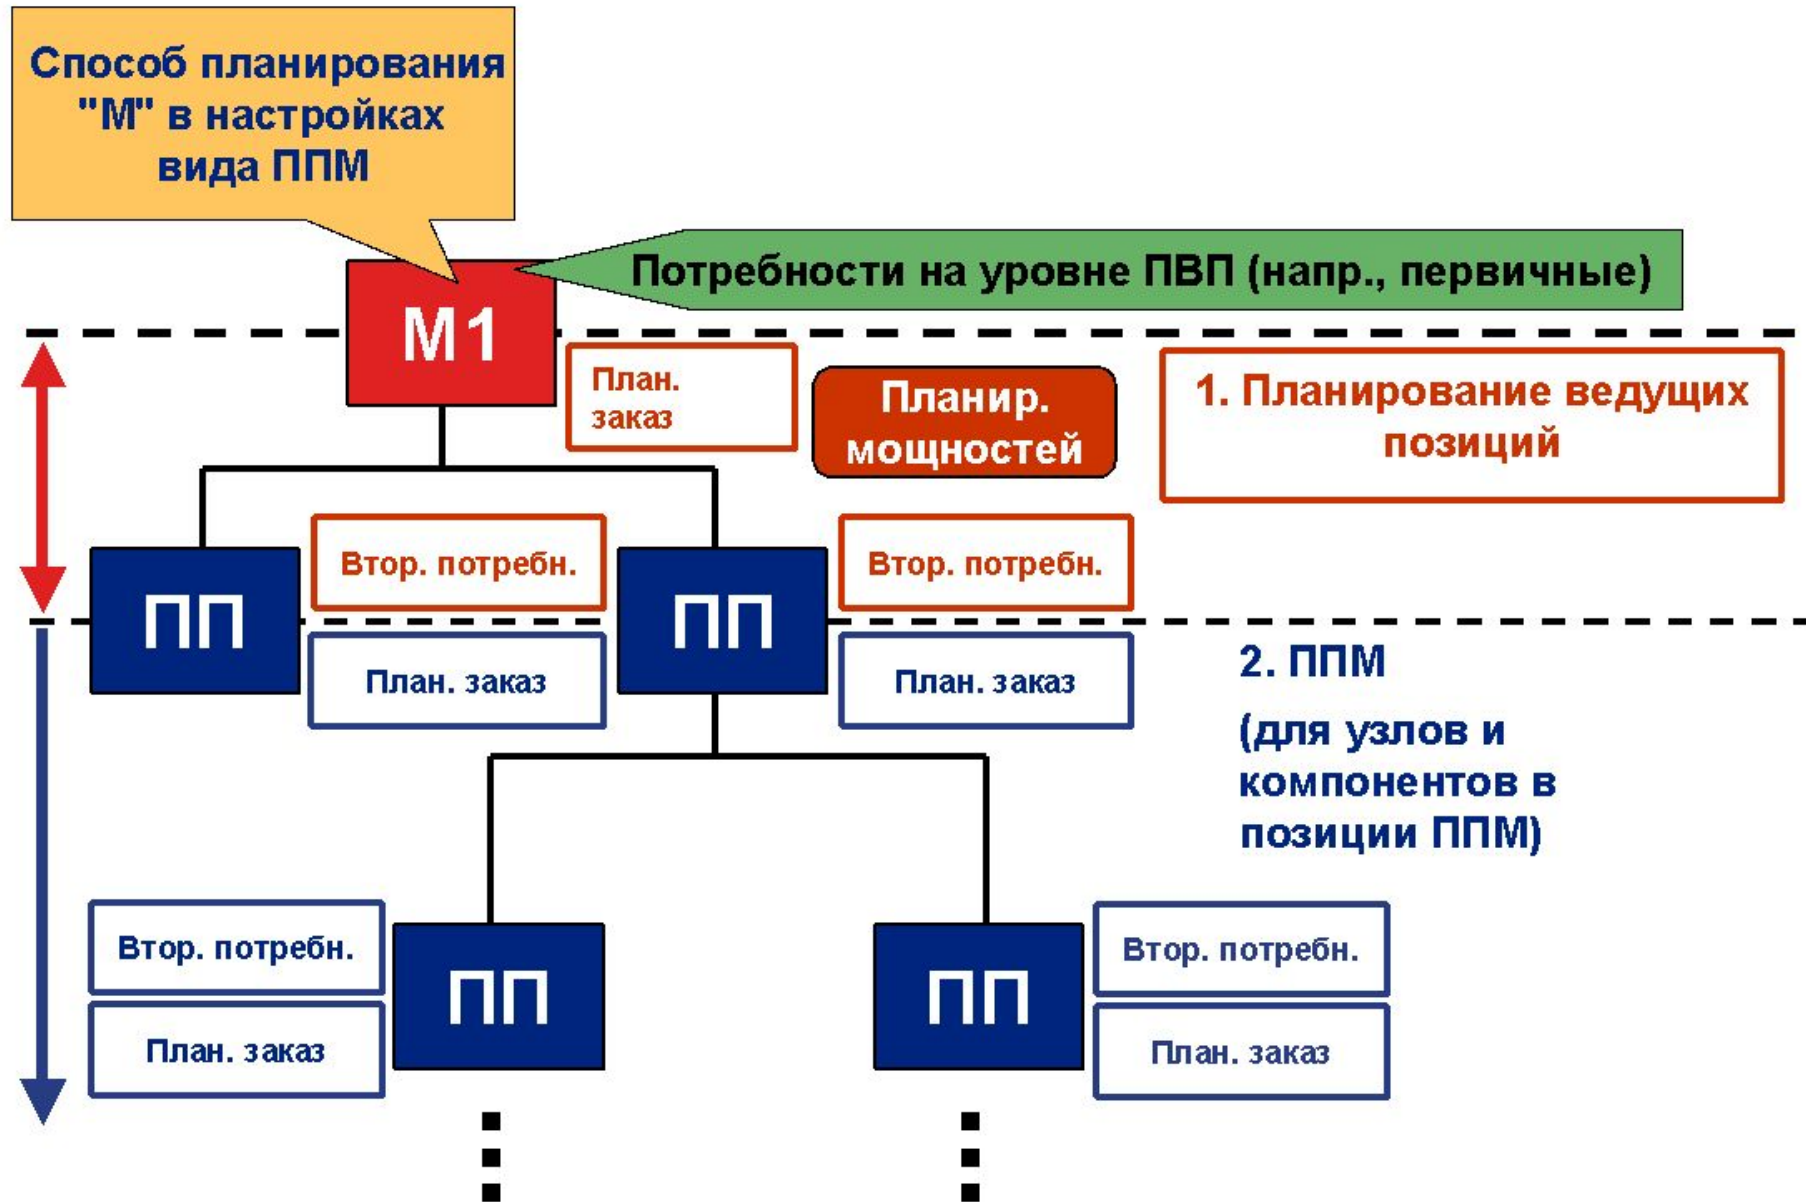 Способ планирования
"М" в настройках
вида ППМ
Потребности на уровне ПВП (напр., первичные)
М1
План.
заказ
Планир.
мощностей
1. Планирование ведущих
позиций
Втор. потребн.
Втор. потребн.
ПП
ПП
План. заказ
План. заказ
2. ППМ
(для узлов и
компонентов в
позиции ППМ)
Втор. потребн.
План. заказ
ПП
ПП
Втор. потребн.
План. заказ